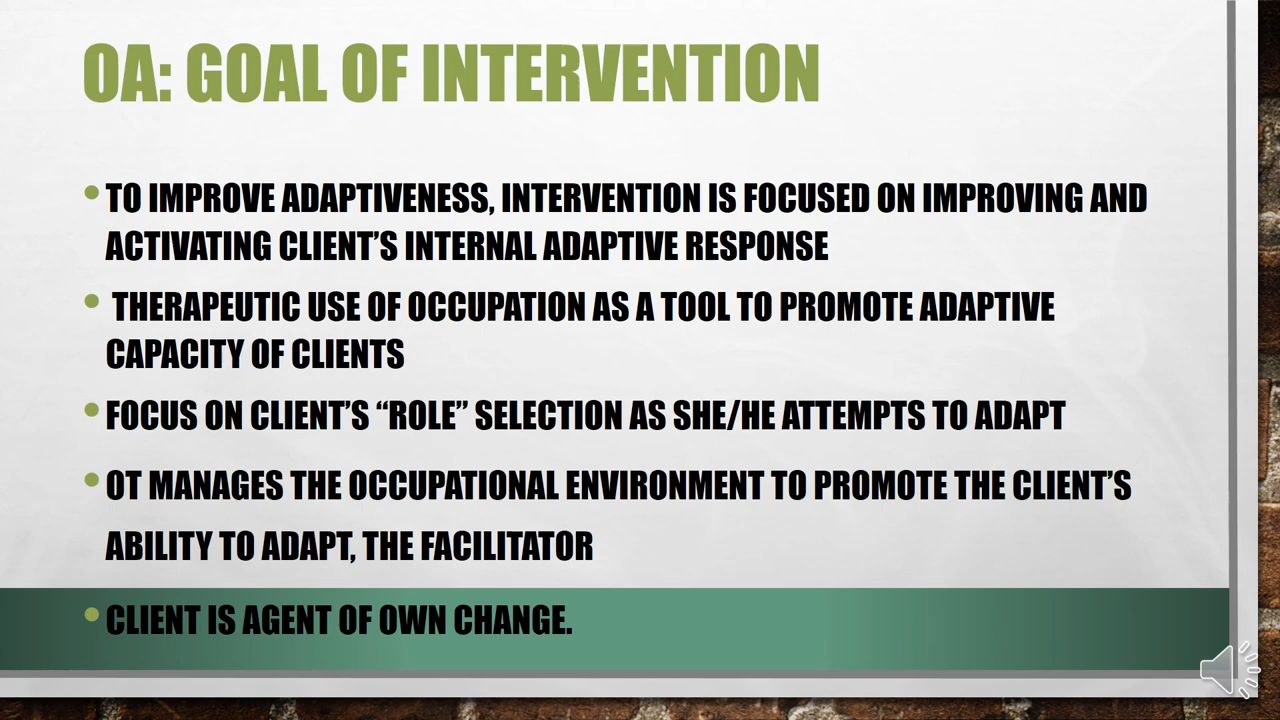 OA: GOAL OF INTERVENTION
• TO IMPROVE ADAPTIVENESS, INTERVENTION IS FOCUSED ON IMPROVING AND
ACTIVATING CLIENT’S INTERNAL ADAPTIVE RESPONSE
• THERAPEUTIC USE OF OCCUPATION AS A TOOL TO PROMOTE ADAPTIVE
CAPACITY OF CLIENTS
• FOCUS ON CLIENT’S “ROLE” SELECTION AS SHE/HE ATTEMPTS TO ADAPT
• OT MANAGES THE OCCUPATIONAL ENVIRONMENT TO PROMOTE THE CLIENT’S
ABILITY TO ADAPT, THE FACILITATOR
• CLIENT IS AGENT OF OWN CHANGE.